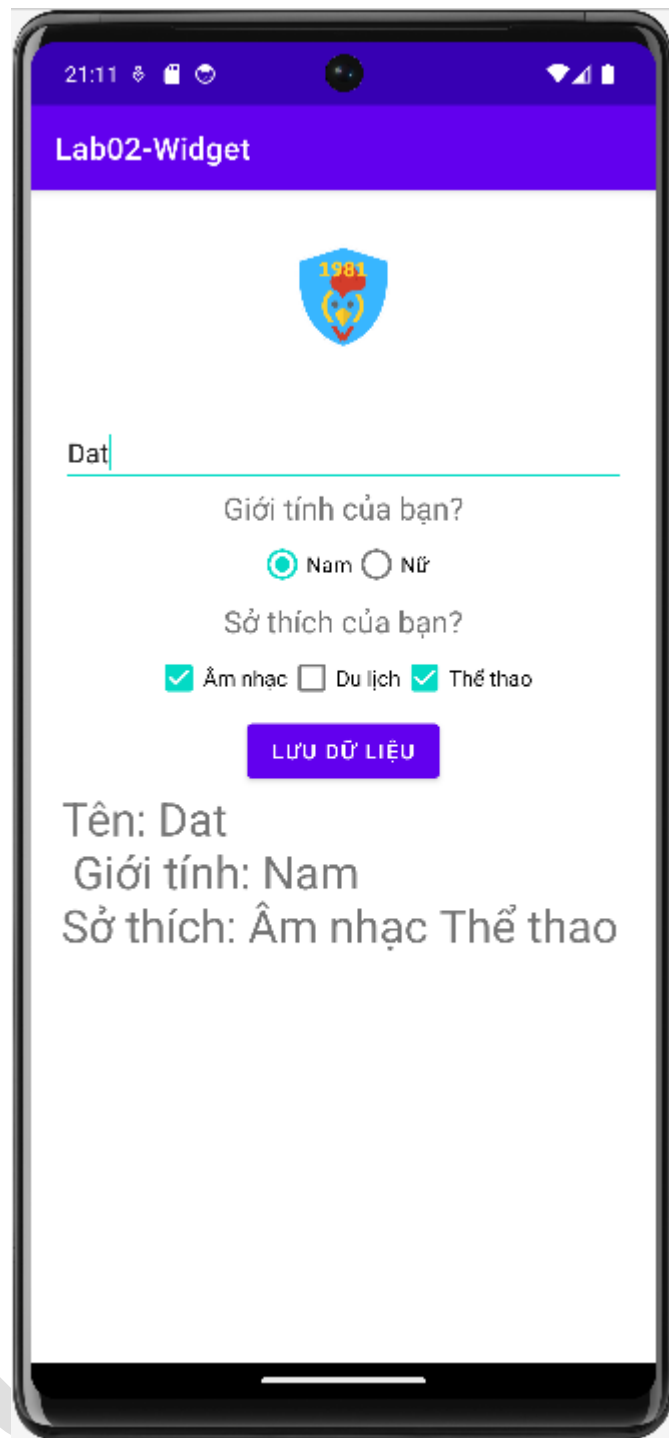 21:11
Lab02-Widget
1981
Dat
Giới tính của bạn?
Nam Nữ
Sở thích của bạn?
Âm nhạc Du lịch Thể thao
LƯU DỮ LIỆU
Tên: Dat
Giới tính: Nam
Sở thích: Âm nhạc Thể thao